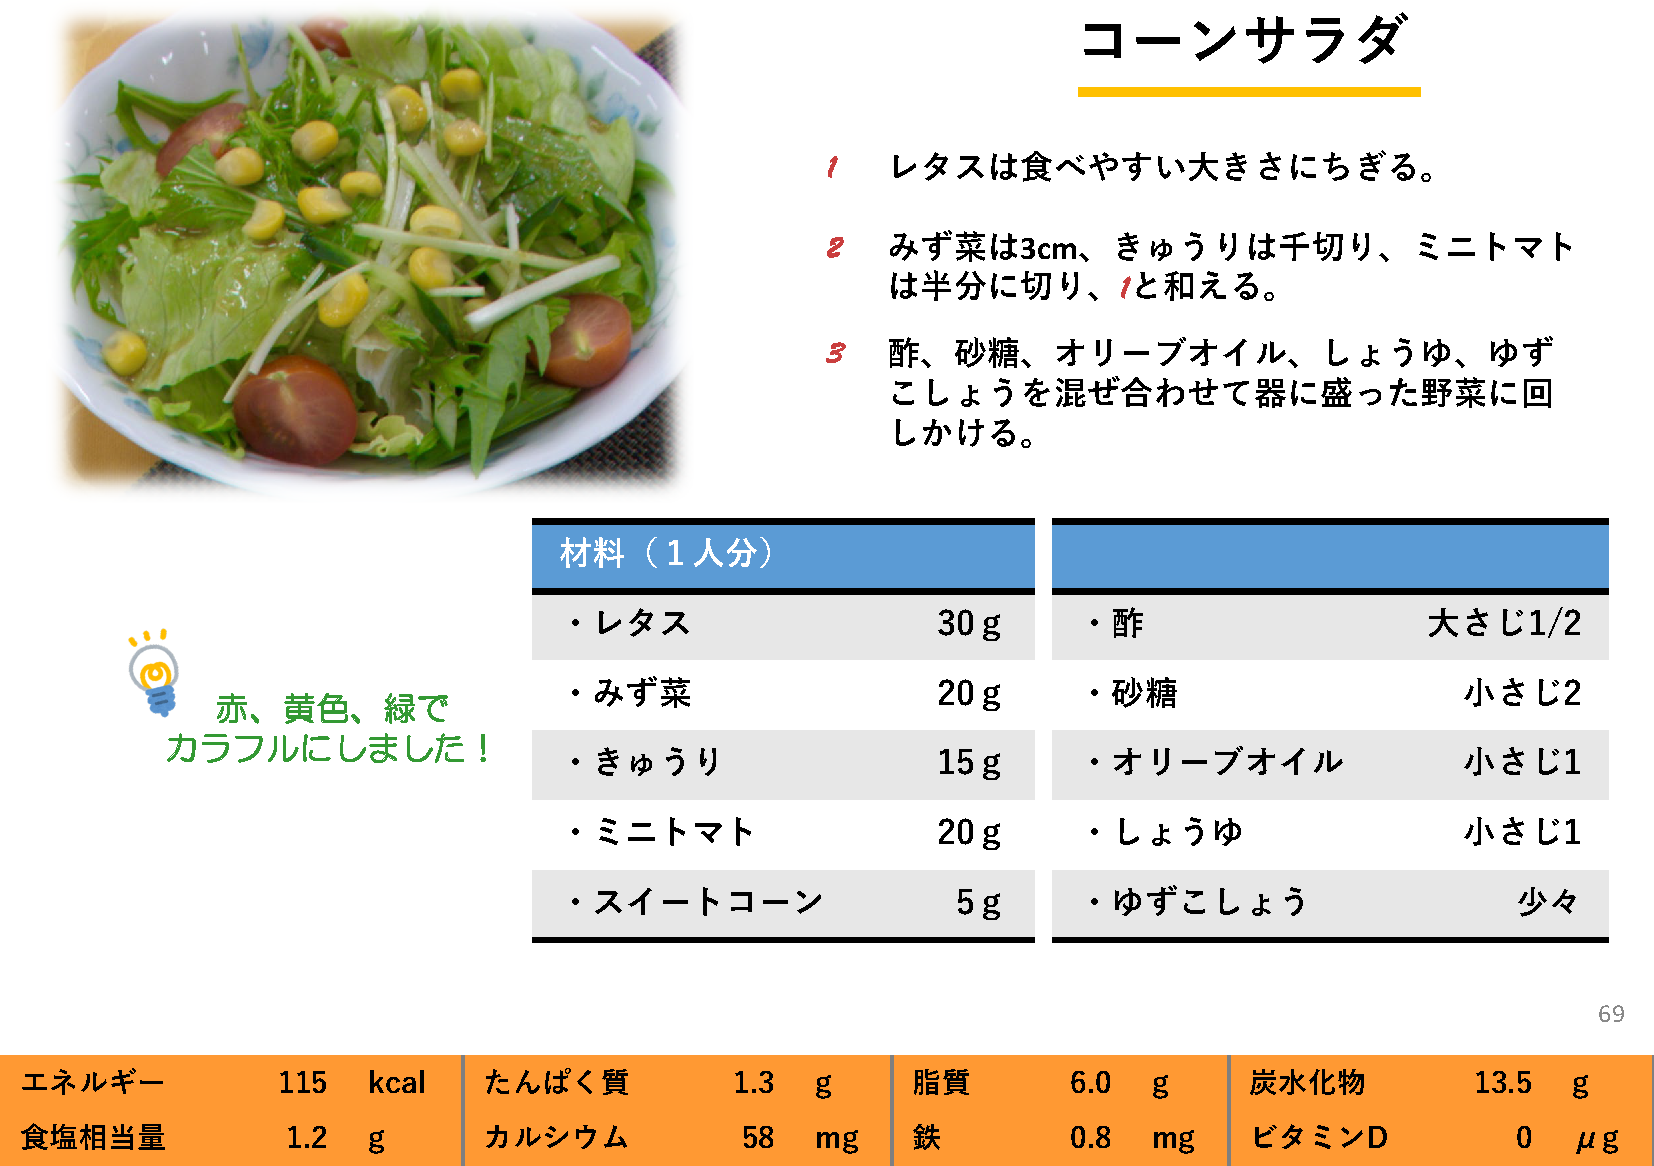 コーンサラダ
1 レタスは食べやすい大きさにちぎる。
2 みず菜は3cm、きゅうりは千切り、ミニトマト
は半分に切り、1と和える。
3 酢、砂糖、オリーブオイル、しょうゆ、ゆず
こしょうを混ぜ合わせて器に盛った野菜に回
しかける。
赤、黄色、緑で
カラフルにしました！
材料（１人分）
・レタス 30ｇ
・みず菜 20ｇ
・きゅうり 15ｇ
・ミニトマト 20ｇ
・スイートコーン 5ｇ
・酢 大さじ1/2
・砂糖 小さじ2
・オリーブオイル 小さじ1
・しょうゆ 小さじ1
・ゆずこしょう 少々
69
エネルギー 115 kcal たんぱく質 1.3 g 脂質 6.0 g 炭水化物 13.5 g
食塩相当量 1.2 g カルシウム 58 mg 鉄 0.8 mg ビタミンD 0 μg